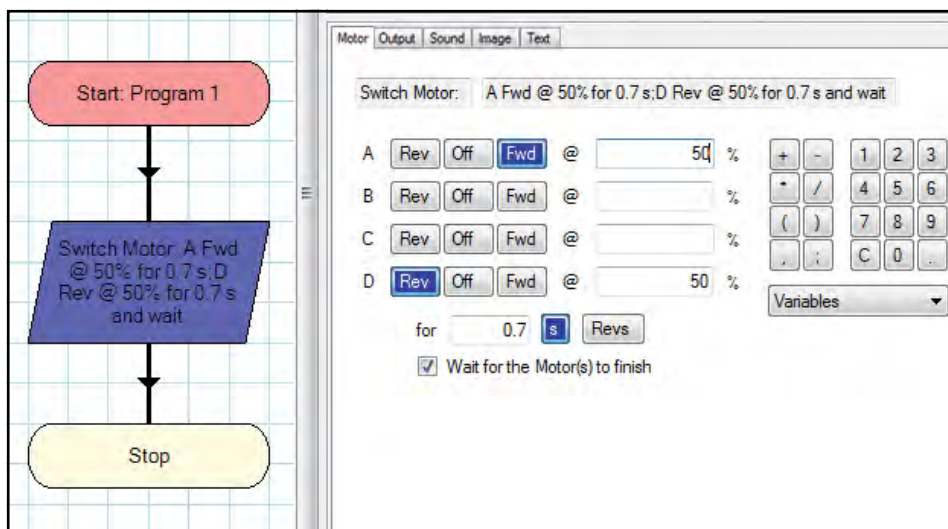 Start: Program 1
Switch Motor: A Fwd
@ 50% for 0.7 s;D
Rev @ 50% for 0.7 s
and wait
Stop
Motor Output Sound Image Text
Switch Motor: A Fwd @ 50% for 0.7 s;D Rev @ 50% for 0.7 s and wait
A Rev Off Fwd @ 50 %
B Rev Off Fwd @ %
C Rev Off Fwd @ %
D Rev Off Fwd @ 50 %
for 0.7 s Revs
Wait for the Motor(s) to finish
+ - 1 2 3
* / 4 5 6
( ) 7 8 9
, ; C 0 .
Variables